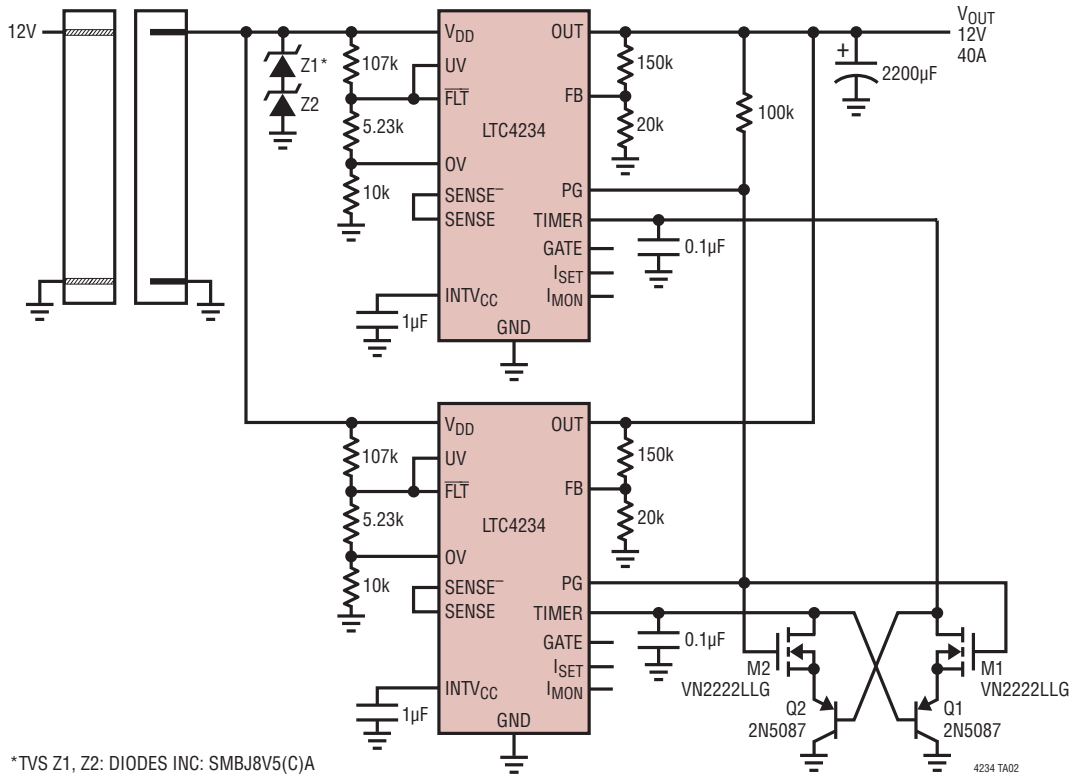 12V
Z1*
Z2
107k
5.23k
10k
1µF
VDD
UV
FLT
OV
SENSE−
SENSE
INTVCC
GND
LTC4234
OUT
FB
PG
TIMER
GATE
ISET
IMON
150k
20k
100k
0.1µF
+
2200µF
VOUT
12V
40A
107k
5.23k
10k
1µF
VDD
UV
FLT
OV
SENSE−
SENSE
INTVCC
GND
LTC4234
OUT
FB
PG
TIMER
GATE
ISET
IMON
150k
20k
0.1µF
M2
VN2222LLG
M1
VN2222LLG
Q2
2N5087
Q1
2N5087
*TVS Z1, Z2: DIODES INC: SMBJ8V5(C)A
4234 TA02